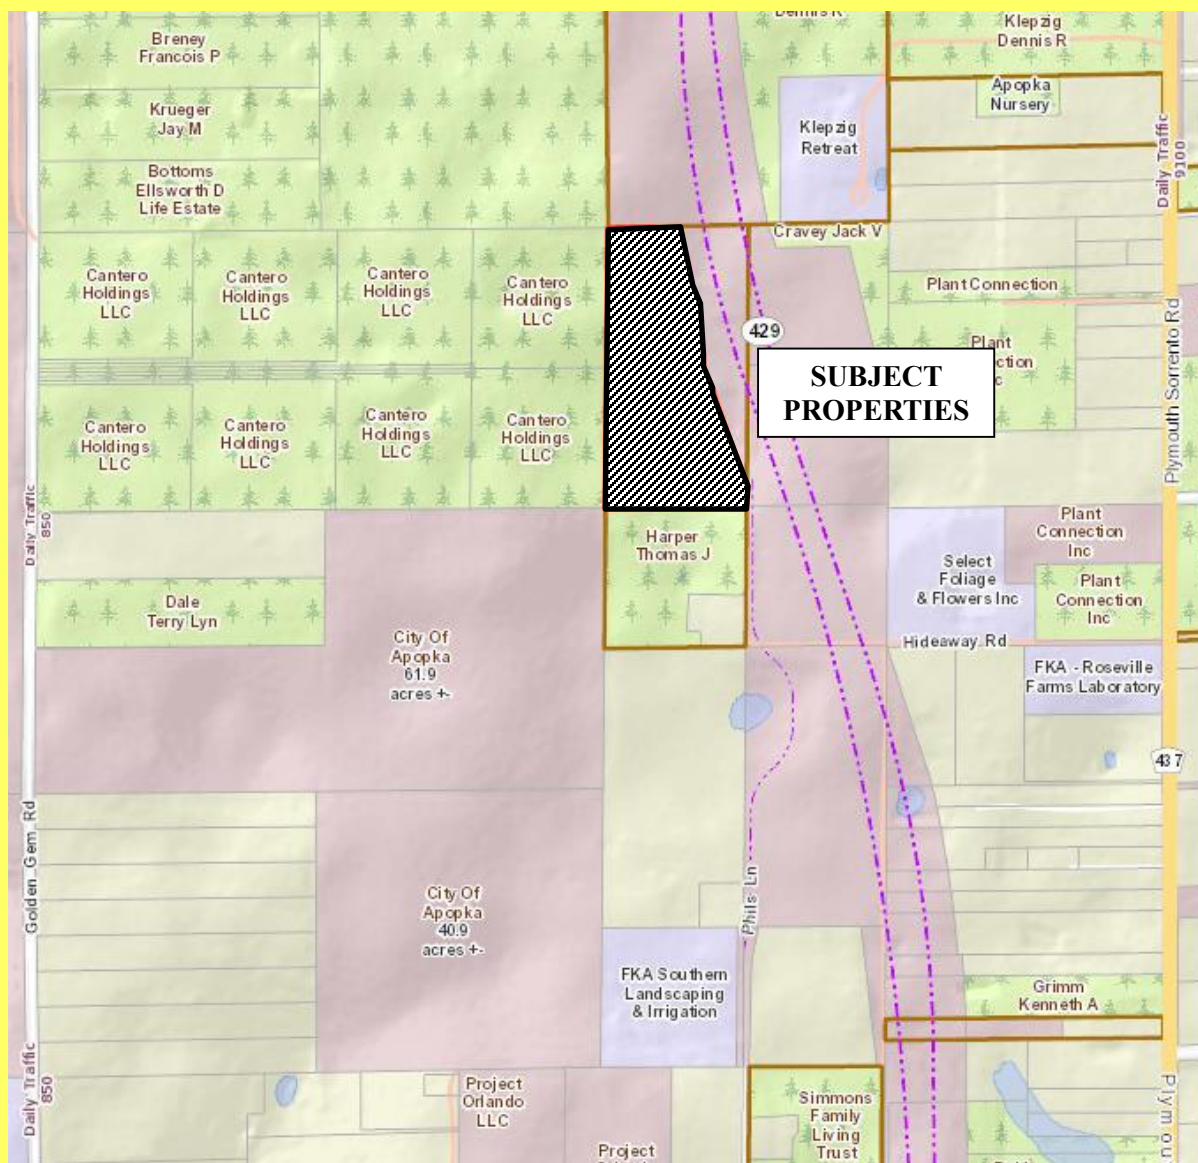 Dennis R
Klepzig
Dennis R
Breney
Francois P
Krueger
Jay M
Bottoms
Ellsworth D
Life Estate
Apopka
Nursery
Klepzig
Retreat
Daily Traffic
9100
Cravey Jack V
Cantero
Holdings
LLC
Cantero
Holdings
LLC
Cantero
Holdings
LLC
Cantero
Holdings
LLC
Plant Connection
429
Plant
ction
c
SUBJECT
PROPERTIES
Plymouth Sorrento Rd
Cantero
Holdings
LLC
Cantero
Holdings
LLC
Cantero
Holdings
LLC
Cantero
Holdings
LLC
Daily Traffic
850
Harper
Thomas J
Plant
Connection
Inc
Select
Foliage
& Flowers Inc
Plant
Connection
Inc
Dale
Terry Lyn
City Of
Apopka
61.9
acres +-
Hideaway Rd
FKA - Roseville
Farms Laboratory
437
Golden Gem Rd
City Of
Apopka
40.9
acres +-
Phils Ln
FKA Southern
Landscaping
& Irrigation
Grimm
Kenneth A
Daily Traffic
850
Project
Orlando
LLC
Project
Simmons
Family
Living
Trust
Plymou